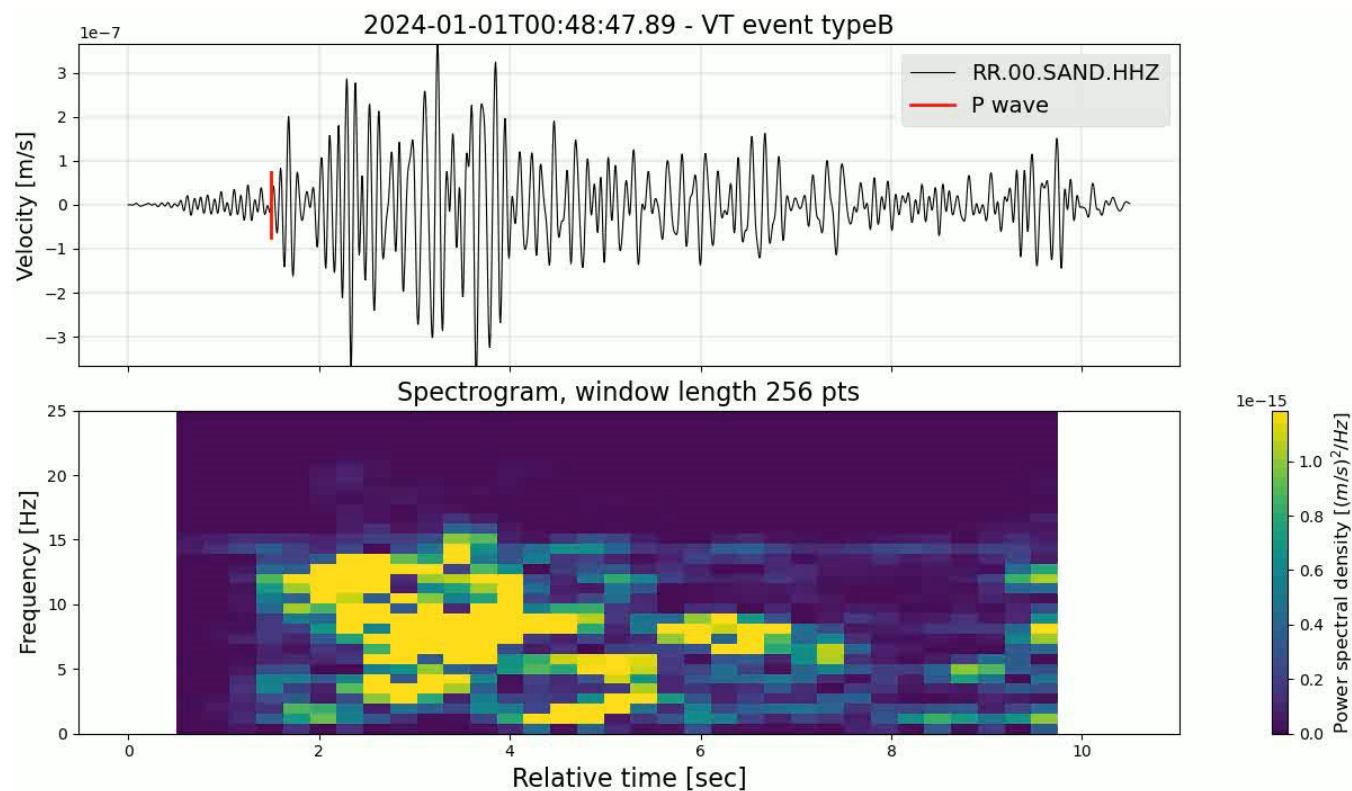 2024-01-01T00:48:47.89 - VT event typeB
1e−7
RR.00.SAND.HHZ
P wave
3
2
1
0
−1
−2
−3
Velocity [m/s]
Spectrogram, window length 256 pts
25
20
15
10
5
0
Frequency [Hz]
0 2 4 6 8 10
Relative time [sec]
1e−15
1.0
0.8
0.6
0.4
0.2
0.0
Power spectral density [(m/s)²/Hz]